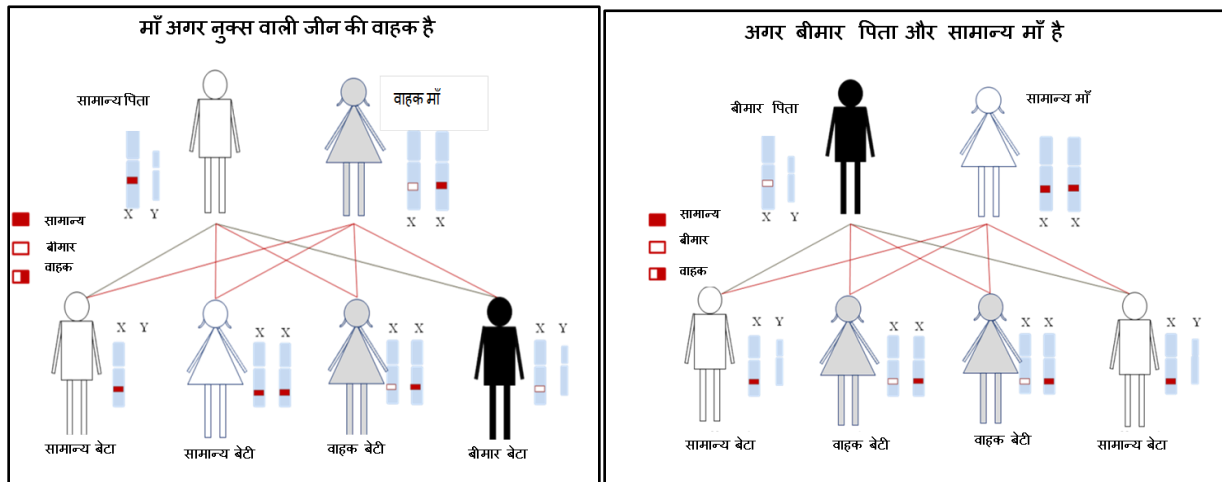 माँ अगर नुक्स वाली जीन की वाहक है
सामान्य पिता
वाहक माँ
X Y
X X
सामान्य
बीमार
वाहक
X Y
X X
X X
X Y
सामान्य बेटा
सामान्य बेटी
वाहक बेटी
बीमार बेटा
अगर बीमार पिता और सामान्य माँ है
बीमार पिता
सामान्य माँ
X Y
X X
सामान्य
बीमार
वाहक
X Y
X X
X X
X Y
सामान्य बेटा
वाहक बेटी
वाहक बेटी
सामान्य बेटा